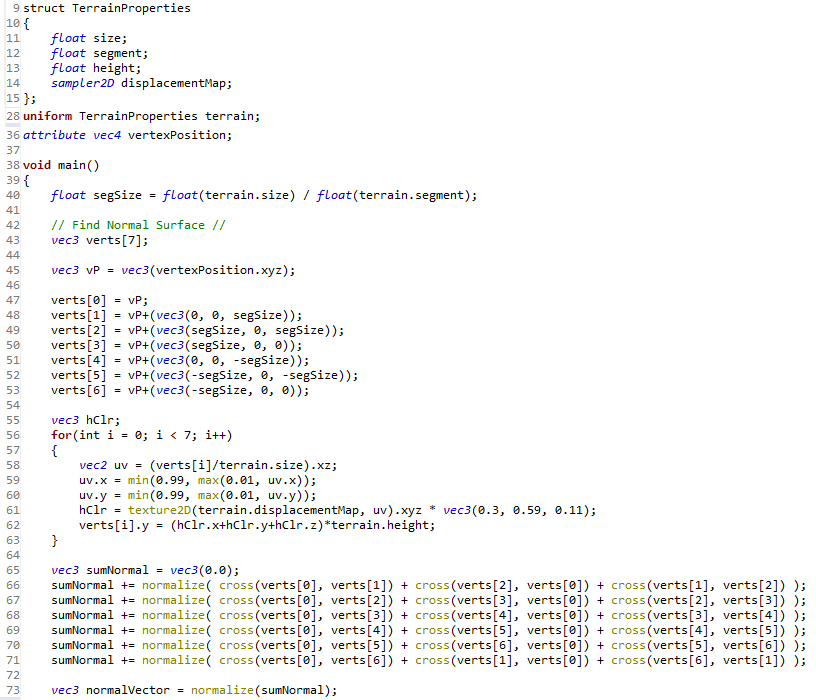 9 struct TerrainProperties
10 {
11     float size;
12     float segment;
13     float height;
14     sampler2D displacementMap;
15 };
28 uniform TerrainProperties terrain;
36 attribute vec4 vertexPosition;
37
38 void main()
39 {
40     float segSize = float(terrain.size) / float(terrain.segment);
41
42     // Find Normal Surface //
43     vec3 verts[7];
44
45     vec3 vP = vec3(vertexPosition.xyz);
46
47     verts[0] = vP;
48     verts[1] = vP+(vec3(0, 0, segSize));
49     verts[2] = vP+(vec3(segSize, 0, segSize));
50     verts[3] = vP+(vec3(segSize, 0, 0));
51     verts[4] = vP+(vec3(0, 0, -segSize));
52     verts[5] = vP+(vec3(-segSize, 0, -segSize));
53     verts[6] = vP+(vec3(-segSize, 0, 0));
54
55     vec3 hClr;
56     for(int i = 0; i < 7; i++)
57     {
58         vec2 uv = (verts[i]/terrain.size).xz;
59         uv.x = min(0.99, max(0.01, uv.x));
60         uv.y = min(0.99, max(0.01, uv.y));
61         hClr = texture2D(terrain.displacementMap, uv).xyz * vec3(0.3, 0.59, 0.11);
62         verts[i].y = (hClr.x+hClr.y+hClr.z)*terrain.height;
63     }
64
65     vec3 sumNormal = vec3(0.0);
66     sumNormal += normalize( cross(verts[0], verts[1]) + cross(verts[2], verts[0]) + cross(verts[1], verts[2]) );
67     sumNormal += normalize( cross(verts[0], verts[2]) + cross(verts[3], verts[0]) + cross(verts[2], verts[3]) );
68     sumNormal += normalize( cross(verts[0], verts[3]) + cross(verts[4], verts[0]) + cross(verts[3], verts[4]) );
69     sumNormal += normalize( cross(verts[0], verts[4]) + cross(verts[5], verts[0]) + cross(verts[4], verts[5]) );
70     sumNormal += normalize( cross(verts[0], verts[5]) + cross(verts[6], verts[0]) + cross(verts[5], verts[6]) );
71     sumNormal += normalize( cross(verts[0], verts[6]) + cross(verts[1], verts[0]) + cross(verts[6], verts[1]) );
72
73     vec3 normalVector = normalize(sumNormal);